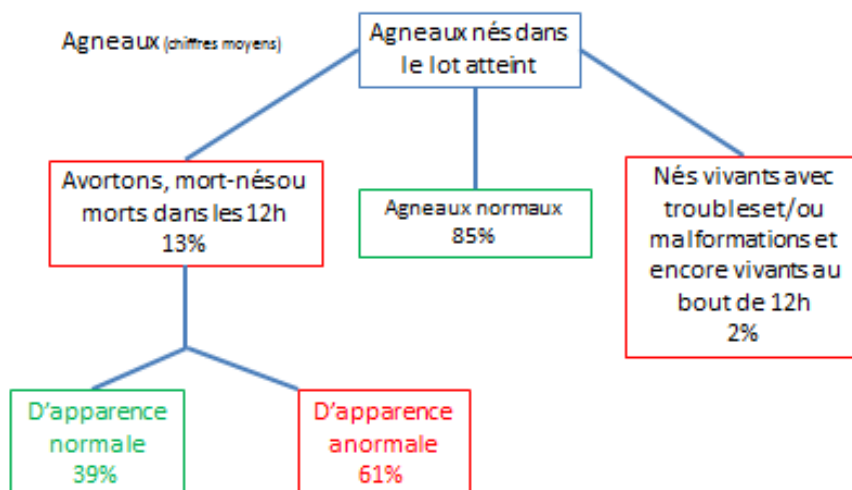 Agneaux (chiffres moyens)
Agneaux nés dans
le lot atteint
Avortons, mort-nésou
morts dans les 12h
13%
Agneaux normaux
85%
Nés vivants avec
troubleset/ou
malformations et
encore vivants au
bout de 12h
2%
D'apparence
normale
39%
D'apparence
anormale
61%